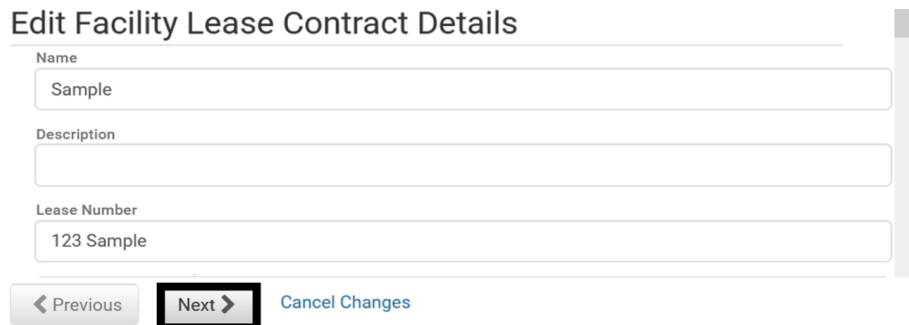 Edit Facility Lease Contract Details
Name
Sample
Description
Lease Number
123 Sample
Previous Next Cancel Changes